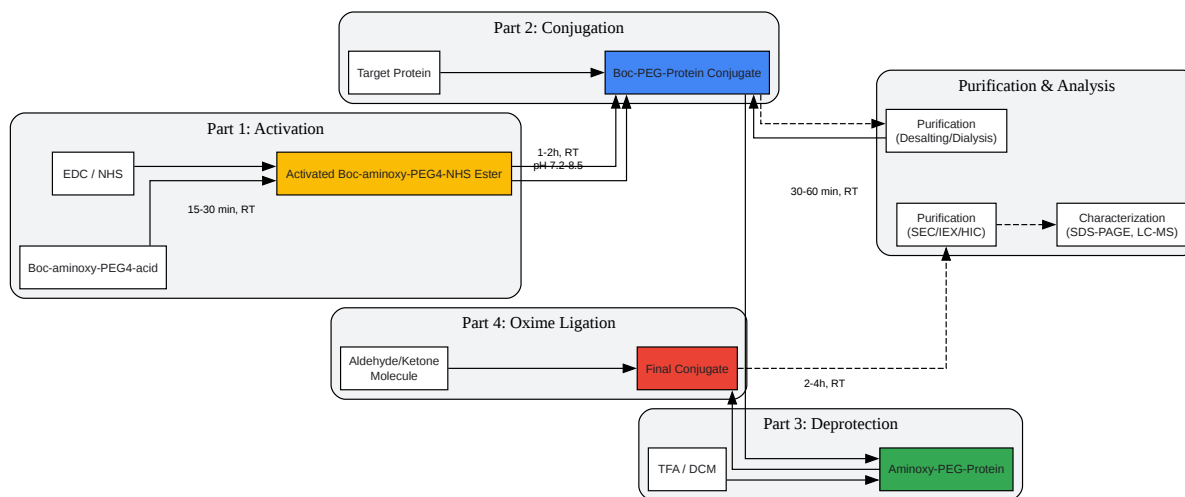 Part 2: Conjugation
Target Protein
Boc-PEG-Protein Conjugate
Purification & Analysis
Purification
(Desalting/Dialysis)
Part 1: Activation
EDC / NHS
Activated Boc-aminoxy-PEG4-NHS Ester
1-2h, RT
pH 7.2-8.5
15-30 min, RT
Boc-aminoxy-PEG4-acid
30-60 min, RT
Purification
(SEC/IEX/HIC)
Characterization
(SDS-PAGE, LC-MS)
Part 4: Oxime Ligation
Aldehyde/Ketone
Molecule
Final Conjugate
2-4h, RT
Part 3: Deprotection
TFA / DCM
Aminoxy-PEG-Protein